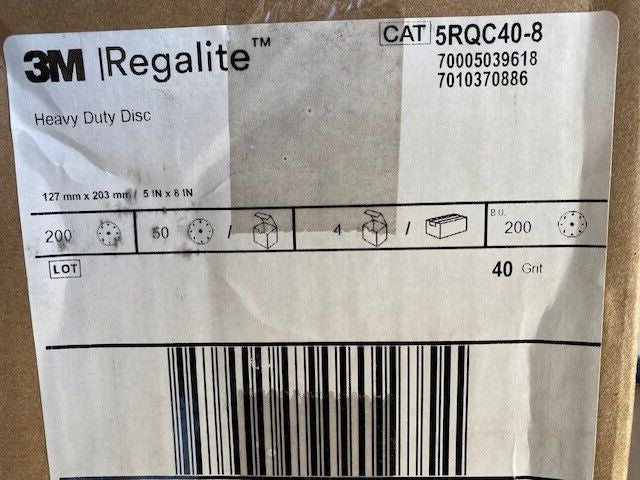 3M |Regalite™
CAT 5RQC40-8
70005039618
7010370886
Heavy Duty Disc
127 mm x 203 mm / 5 IN x 8 IN
200 50 / 4 / B.U. 200
LOT
40 Grit